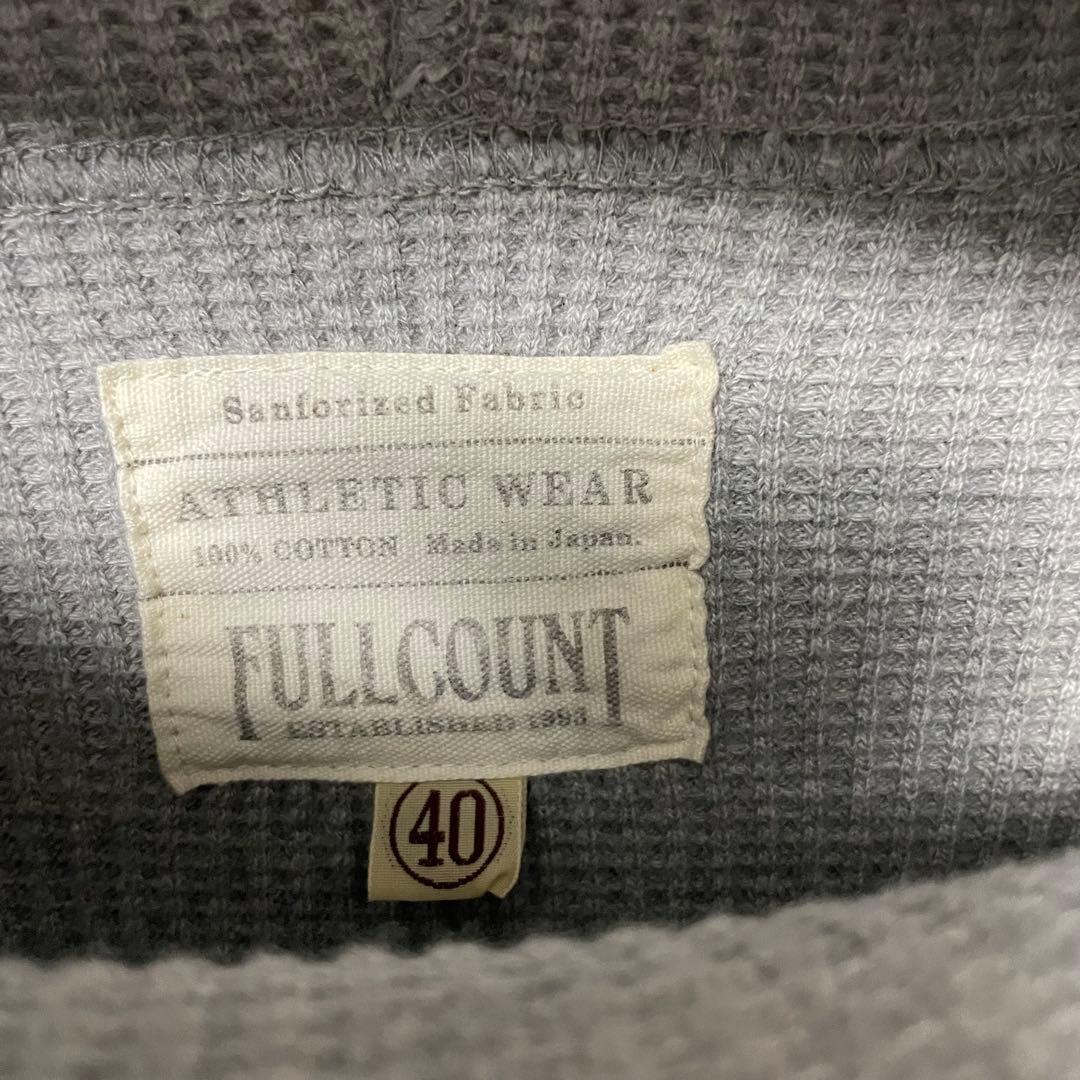 Sanforized Fabric
ATHLETIC WEAR
100% COTTON Made in Japan.
FULLCOUNT
ESTABLISHED 1993
40